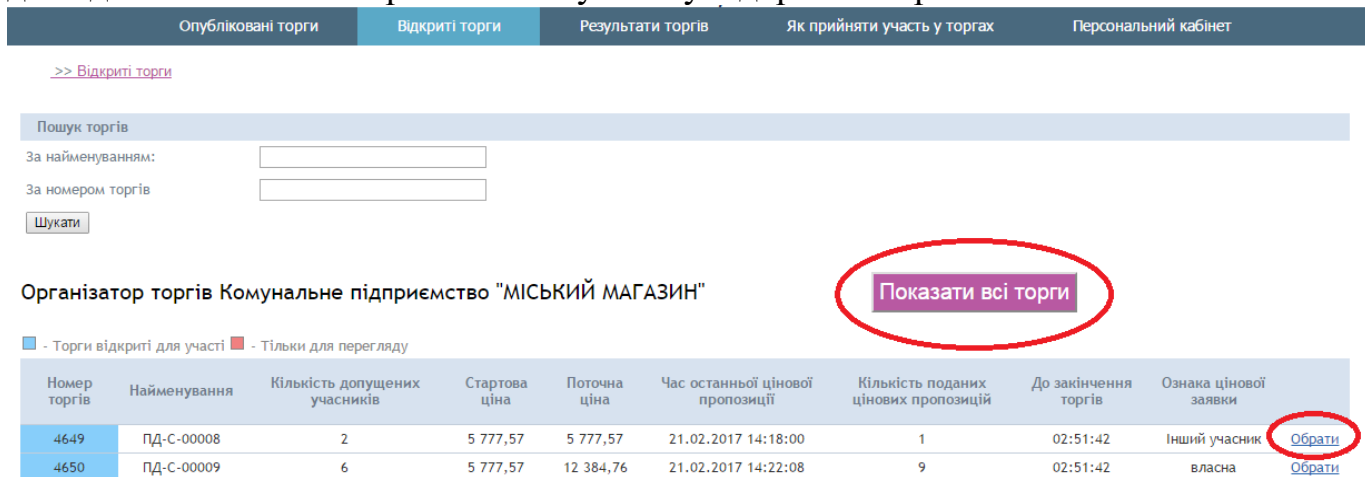 Опубліковані торги Відкриті торги Результати торгів Як прийняти участь у торгах Персональний кабінет
>> Відкриті торги
Пошук торгів
За найменуванням:
За номером торгів
Шукати
Організатор торгів Комунальне підприємство "МІСЬКИЙ МАГАЗИН" Показати всі торги
- Торги відкриті для участі - Тільки для перегляду
Номер торгів Найменування Кількість допущених учасників Стартова ціна Поточна ціна Час останньої цінової пропозиції Кількість поданих цінових пропозицій До закінчення торгів Ознака цінової заявки
4649 ПД-С-00008 2 5 777,57 5 777,57 21.02.2017 14:18:00 1 02:51:42 Інший учасник Обрати
4650 ПД-С-00009 6 5 777,57 12 384,76 21.02.2017 14:22:08 9 02:51:42 власна Обрати